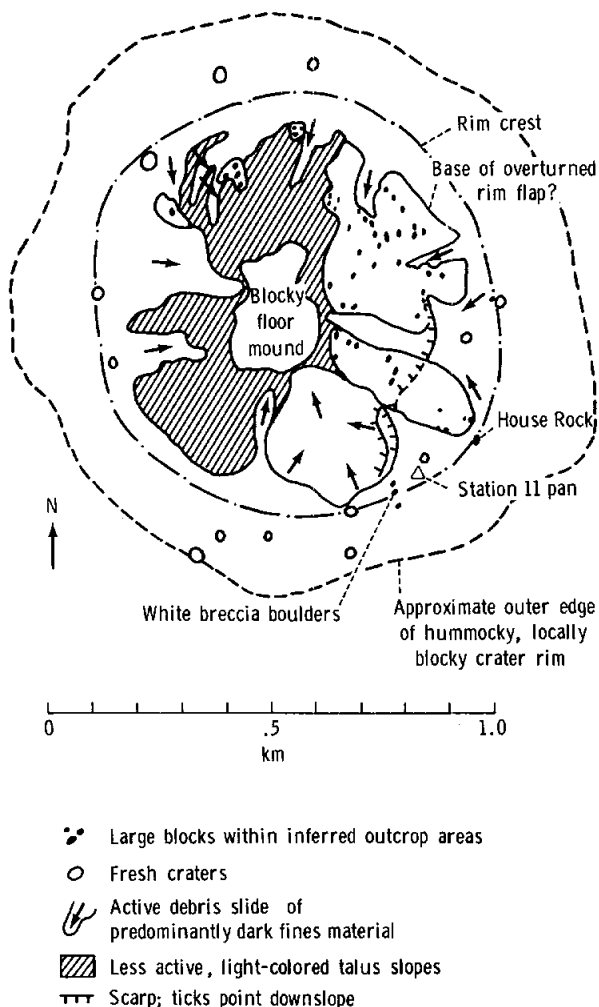 Rim crest
Base of overturned
rim flap?
Blocky
floor
mound
House Rock
N
Station 11 pan
White breccia boulders
Approximate outer edge
of hummocky, locally
blocky crater rim
0 .5 1.0
km
Large blocks within inferred outcrop areas
Fresh craters
Active debris slide of
predominantly dark fines material
Less active, light-colored talus slopes
Scarp; ticks point downslope